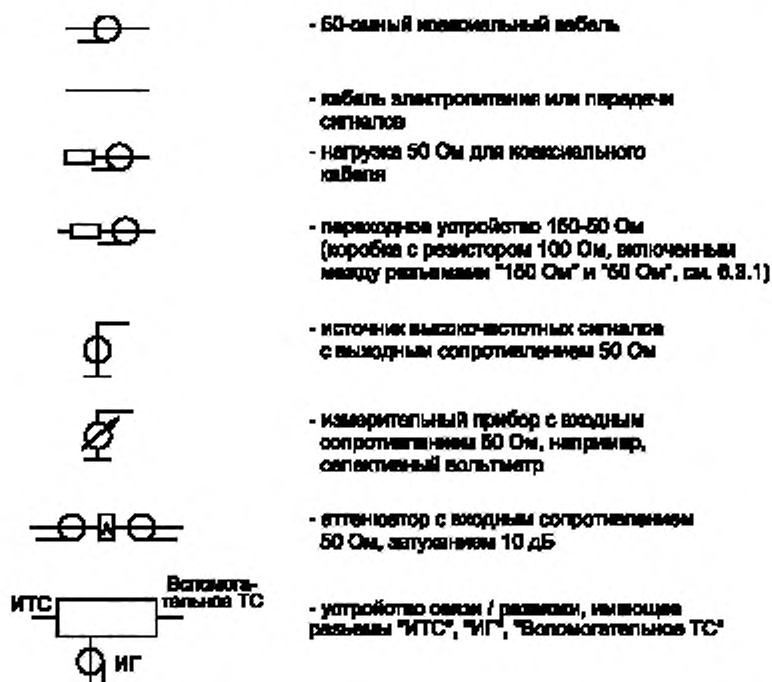 - 50-омный коаксиальный кабель
- кабель электропитания или передачи
сигналов
- нагрузка 50 Ом для коаксиального
кабеля
- переходное устройство 150-50 Ом
(коробка с резистором 100 Ом, включенным
между разъемами "150 Ом" и "50 Ом", см. 6.3.1)
- источник высокочастотных сигналов
с выходным сопротивлением 50 Ом
- измерительный прибор с входным
сопротивлением 50 Ом, например,
селективный вольтметр
- аттенюатор с входным сопротивлением
50 Ом, затуханием 10 дБ
ИТС
Вспомога-
тельное ТС
- устройство связи / развязки, имеющее
разъемы "ИТС", "ИГ", "Вспомогательное ТС"
ИГ